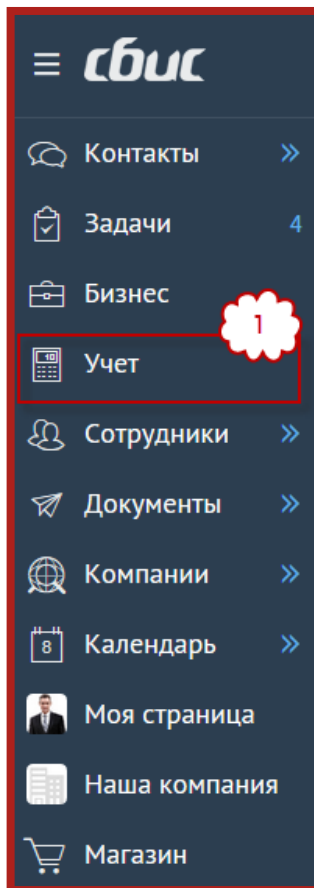 сбис
Контакты
Задачи 4
Бизнес
1
Учет
Сотрудники
Документы
Компании
8 Календарь
Моя страница
Наша компания
Магазин